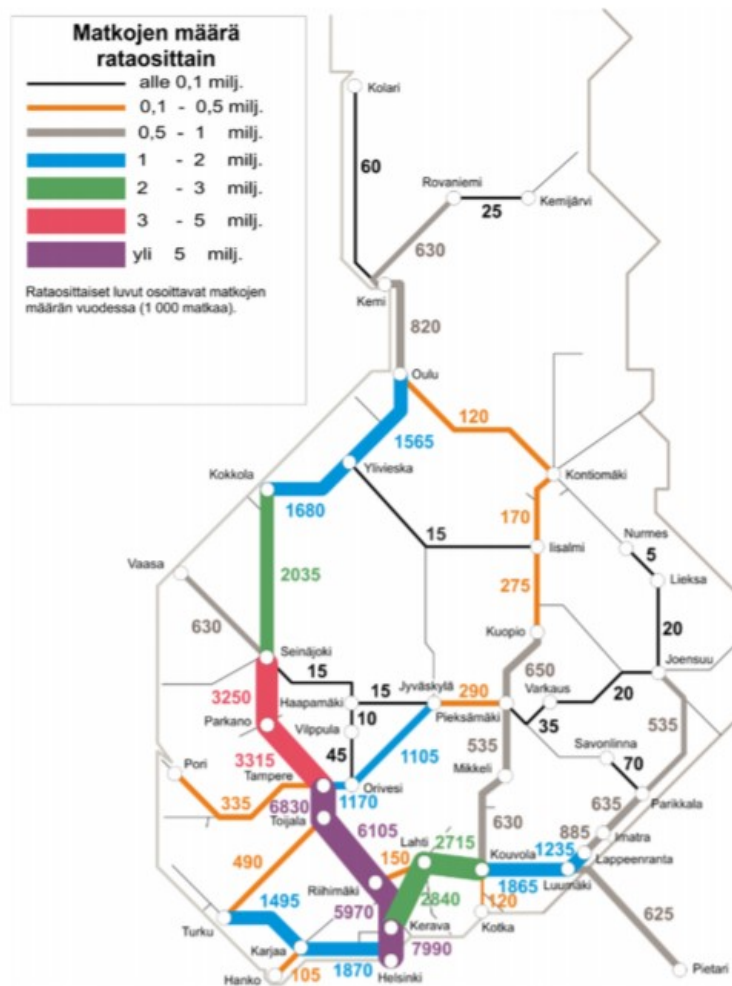 Matkojen määrä
rataosittain
alle 0,1 milj.
0,1 - 0,5 milj.
0,5 - 1 milj.
1 - 2 milj.
2 - 3 milj.
3 - 5 milj.
yli 5 milj.
Rataosittaiset luvut osoittavat matkojen
määrän vuodessa (1 000 matkaa).
Kolari
60
Rovaniemi
25
Kemijärvi
630
Kemi
820
Oulu
120
1565
Kokkola
Ylivieska
Kontiomäki
1680
170
15
Nurmes
Iisalmi
5
Vaasa
2035
Lieksa
275
630
Kuopio
20
Seinäjoki
650
Joensuu
15
Jyväskylä
290
Varkaus
20
3250
Haapamäki
15
Pieksämäki
35
Parkano
10
535
Vilppula
535
Savonlinna
3315
45
1105
70
Pori
Tampere
Mikkeli
335
1170
Orivesi
635
Parikkala
6830
Toijala
630
6105
885
Imatra
Lahti
2715
490
150
Kouvola
1235
Lappeenranta
Riihimäki
1865
Luumäki
1495
2840
120
5970
625
Turku
Kerava
Kotka
Karjaa
7990
Hanko
105
1870
Helsinki
Pietari